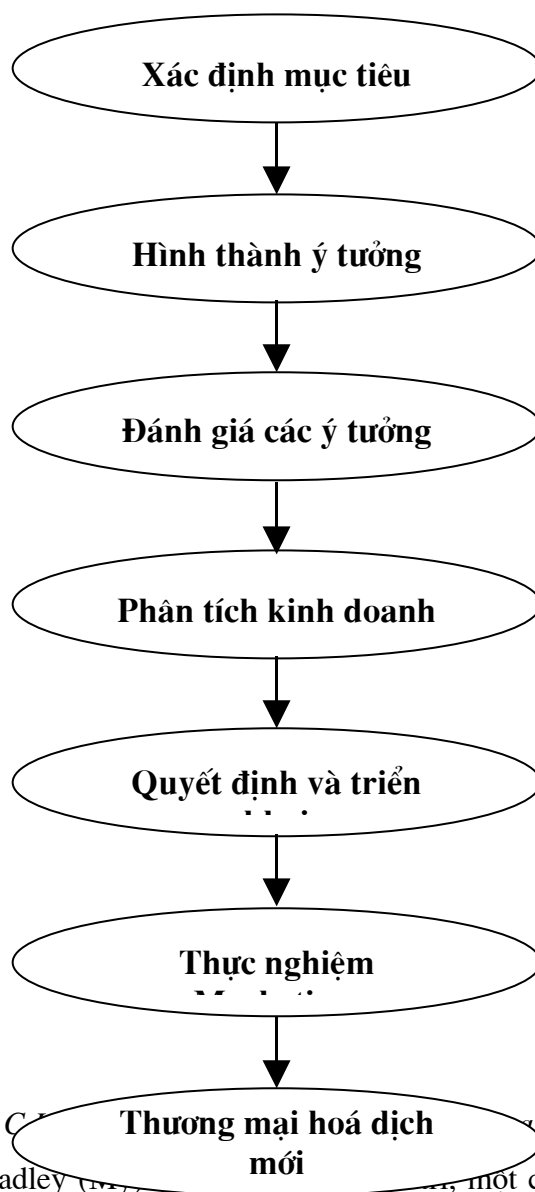 Xác định mục tiêu
Hình thành ý tưởng
Đánh giá các ý tưởng
Phân tích kinh doanh
Quyết định và triển
Thực nghiệm
Thương mại hoá dịch
mới
một